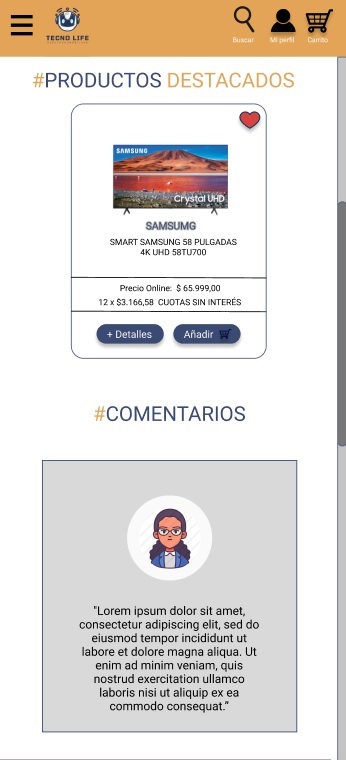 TECNO LIFE
Buscar
Mi perfil
Carrito
#PRODUCTOS DESTACADOS
SAMSUNG
Crystal UHD
SAMSUMG
SMART SAMSUNG 58 PULGADAS
4K UHD 58TU700
Precio Online: $ 65.999,00
12 x $3.166,58 CUOTAS SIN INTERÉS
+ Detalles
Añadir
#COMENTARIOS
"Lorem ipsum dolor sit amet,
consectetur adipiscing elit, sed do
eiusmod tempor incididunt ut
labore et dolore magna aliqua. Ut
enim ad minim veniam, quis
nostrud exercitation ullamco
laboris nisi ut aliquip ex ea
commodo consequat.”